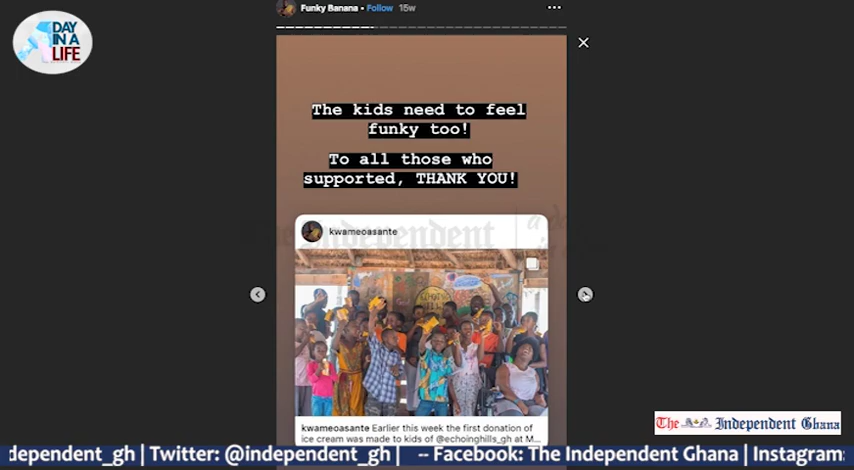 DAY
IN A
LIFE
Funky Banana • Follow 15w
The kids need to feel
funky too!
To all those who
supported, THANK YOU!
The Independent
kwameoasante
kwameoasante Earlier this week the first donation of
ice cream was made to kids of @echoinghills_gh at M...
The Independent Ghana
dependent_gh | Twitter: @independent_gh | -- Facebook: The Independent Ghana | Instagram: